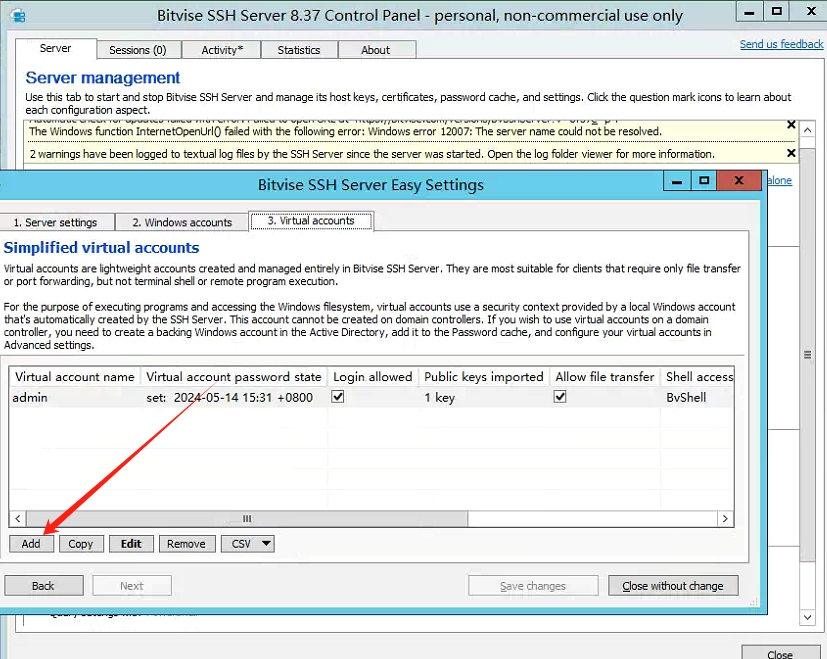 Bitvise SSH Server 8.37 Control Panel - personal, non-commercial use only
Server
Sessions (0)
Activity*
Statistics
About
Send us feedback
Server management
Use this tab to start and stop Bitvise SSH Server and manage its host keys, certificates, password cache, and settings. Click the question mark icons to learn about
each configuration aspect.
The Windows function InternetOpenUrl() failed with the following error: Windows error 12007: The server name could not be resolved.
2 warnings have been logged to textual log files by the SSH Server since the server was started. Open the log folder viewer for more information.
alone
Bitvise SSH Server Easy Settings
1. Server settings
2. Windows accounts
3. Virtual accounts
Simplified virtual accounts
Virtual accounts are lightweight accounts created and managed entirely in Bitvise SSH Server. They are most suitable for clients that require only file transfer
or port forwarding, but not terminal shell or remote program execution.
For the purpose of executing programs and accessing the Windows filesystem, virtual accounts use a security context provided by a local Windows account
that's automatically created by the SSH Server. This account cannot be created on domain controllers. If you wish to use virtual accounts on a domain
controller, you need to create a backing Windows account in the Active Directory, add it to the Password cache, and configure your virtual accounts in
Advanced settings.
Virtual account name
Virtual account password state
Login allowed
Public keys imported
Allow file transfer
Shell access
admin
set: 2024-05-14 15:31 +0800
1 key
BvShell
Add
Copy
Edit
Remove
CSV
Back
Next
Save changes
Close without change
Close